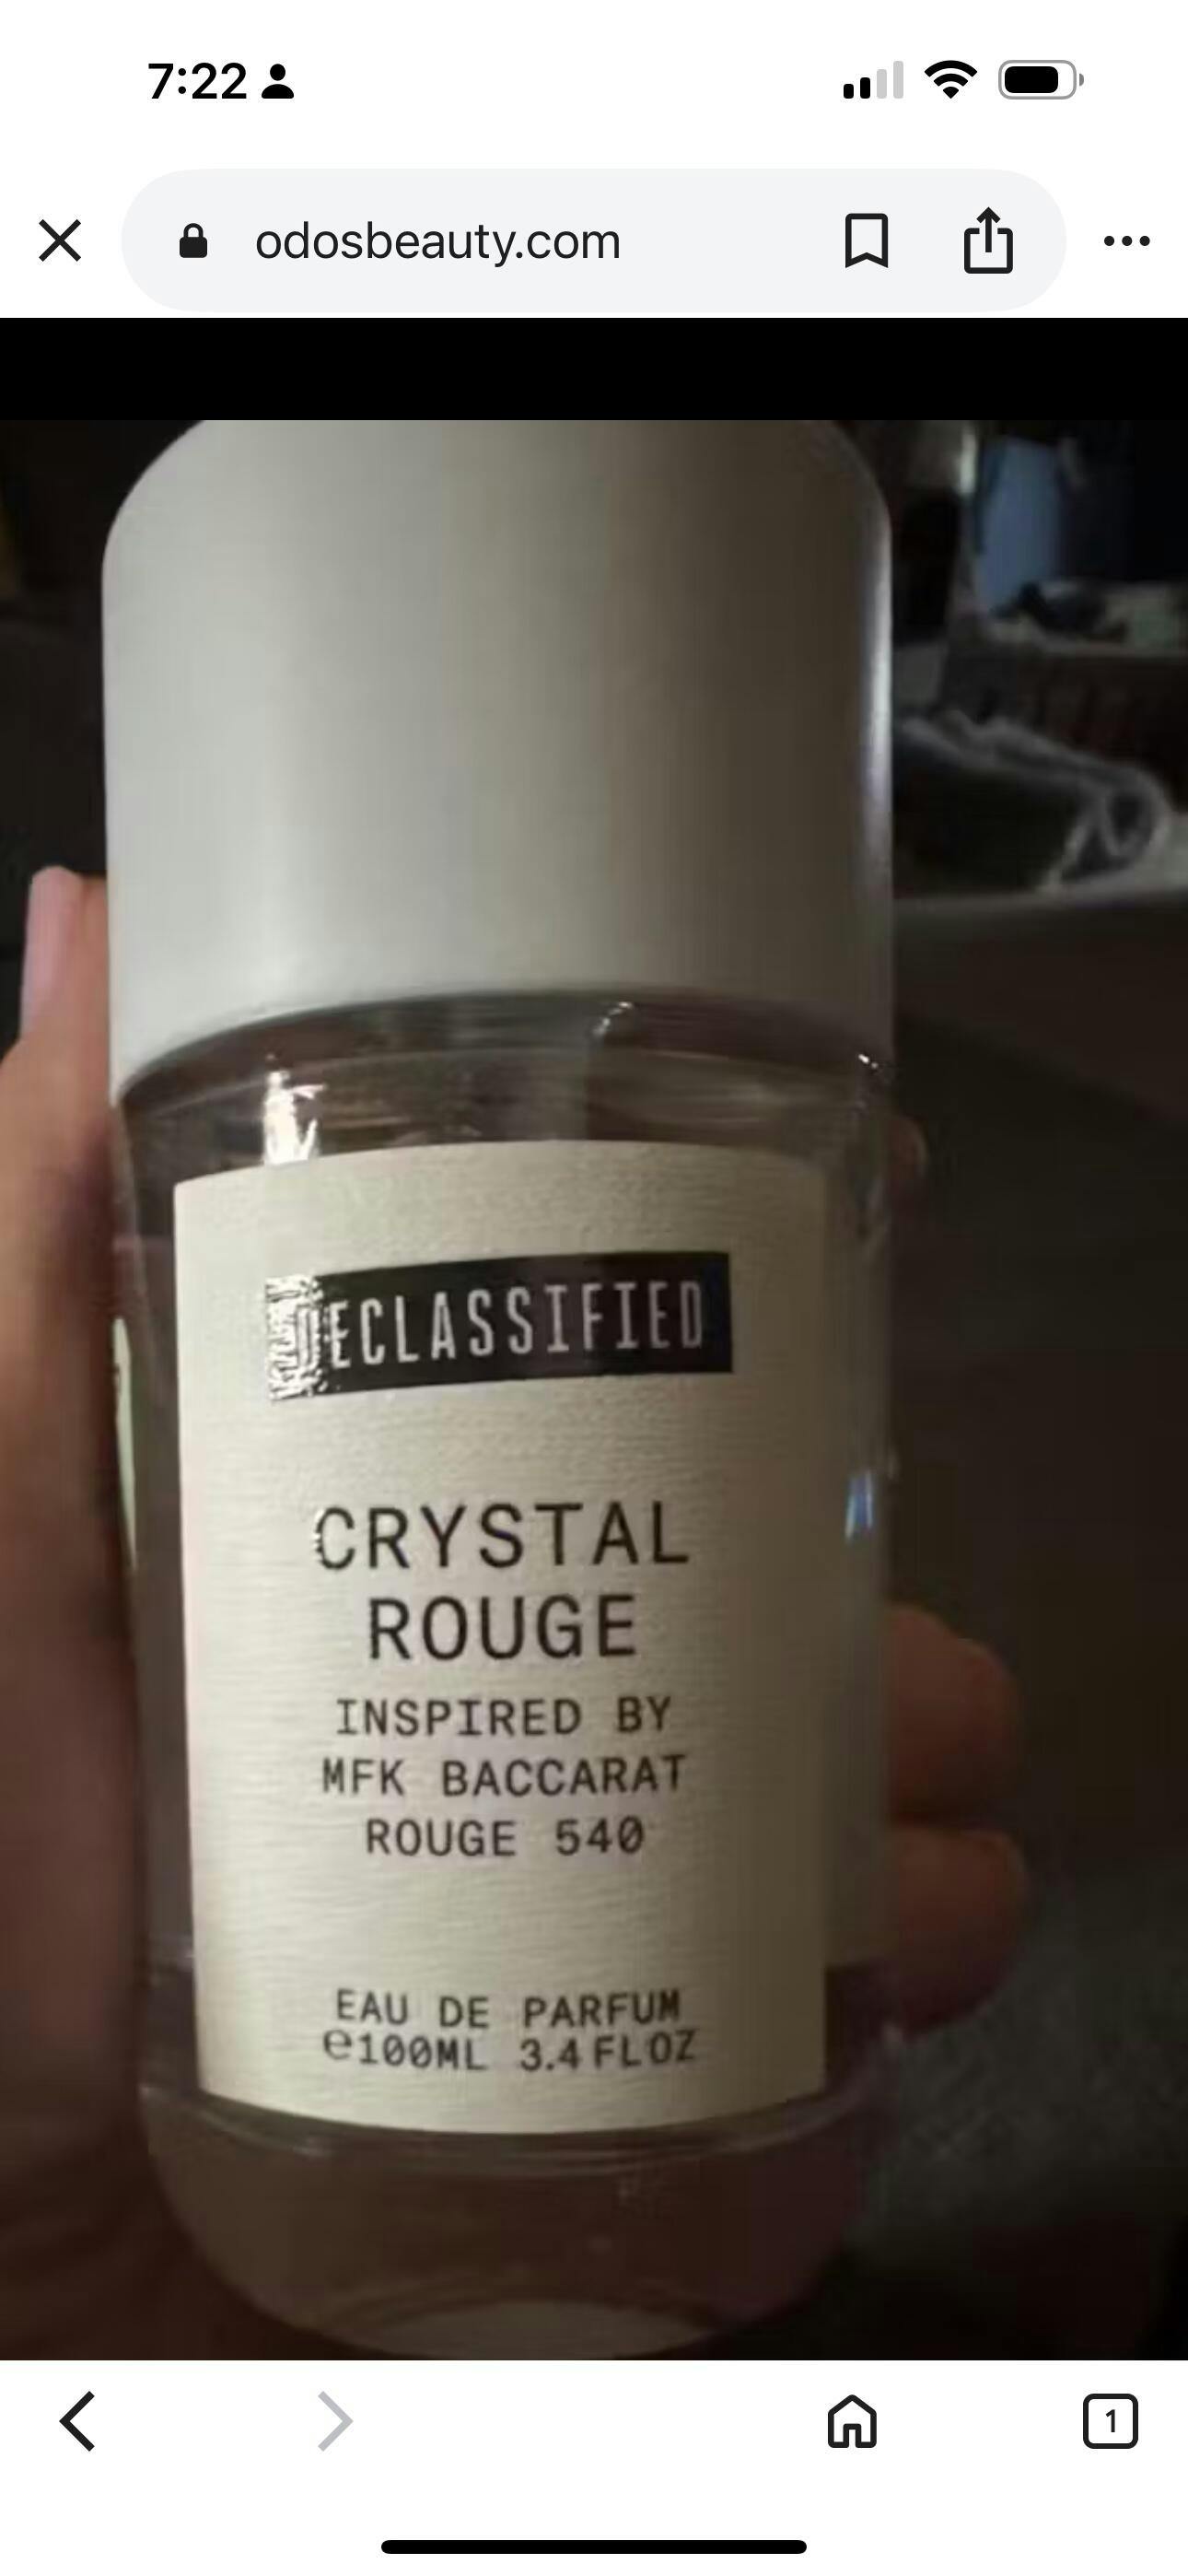 7:22
odosbeauty.com
DECLASSIFIED
CRYSTAL
ROUGE
INSPIRED BY
MFK BACCARAT
ROUGE 540
EAU DE PARFUM
℮100ML 3.4 FL OZ
1